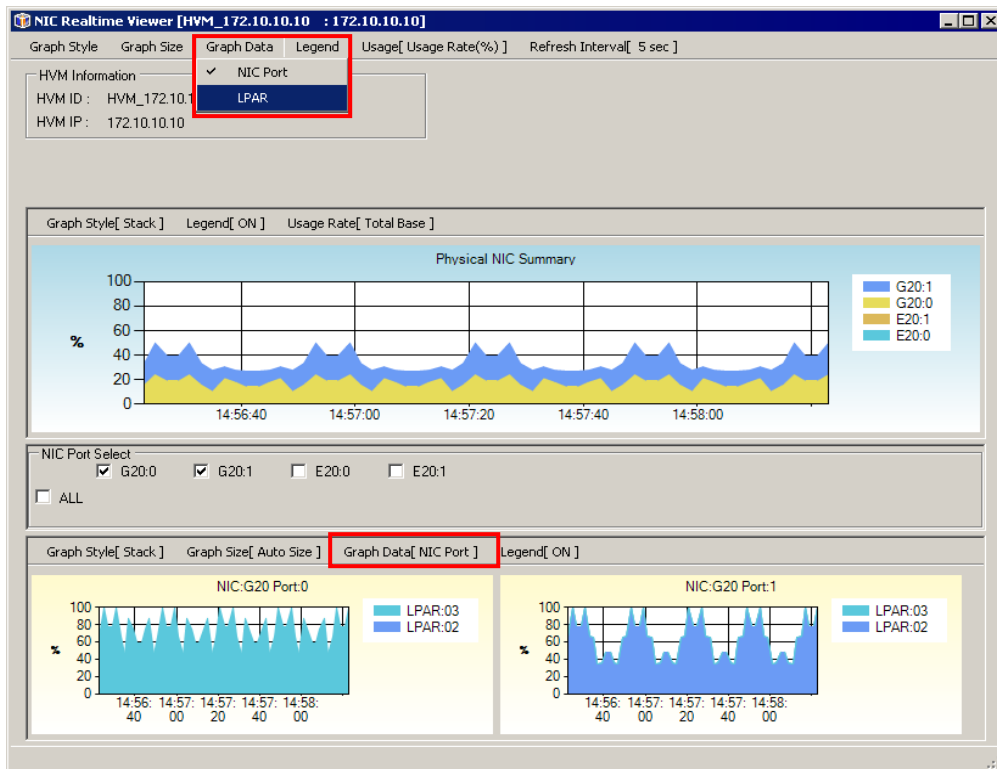 NIC Realtime Viewer [HVM_172.10.10.10 : 172.10.10.10]
Graph Style Graph Size Graph Data Legend Usage[ Usage Rate(%) ] Refresh Interval[ 5 sec ]
NIC Port
LPAR
HVM Information
HVM ID : HVM_172.10.1
HVM IP : 172.10.10.10
Graph Style[ Stack ] Legend[ ON ] Usage Rate[ Total Base ]
Physical NIC Summary
100
80
60
40
20
0
%
14:56:40 14:57:00 14:57:20 14:57:40 14:58:00
G20:1
G20:0
E20:1
E20:0
NIC Port Select
G20:0 G20:1 E20:0 E20:1
ALL
Graph Style[ Stack ] Graph Size[ Auto Size ] Graph Data[ NIC Port ] Legend[ ON ]
NIC:G20 Port:0
100
80
60
40
20
0
%
14:56: 14:57: 14:57: 14:57: 14:58:
40 00 20 40 00
LPAR:03
LPAR:02
NIC:G20 Port:1
100
80
60
40
20
0
%
14:56: 14:57: 14:57: 14:57: 14:58:
40 00 20 40 00
LPAR:03
LPAR:02